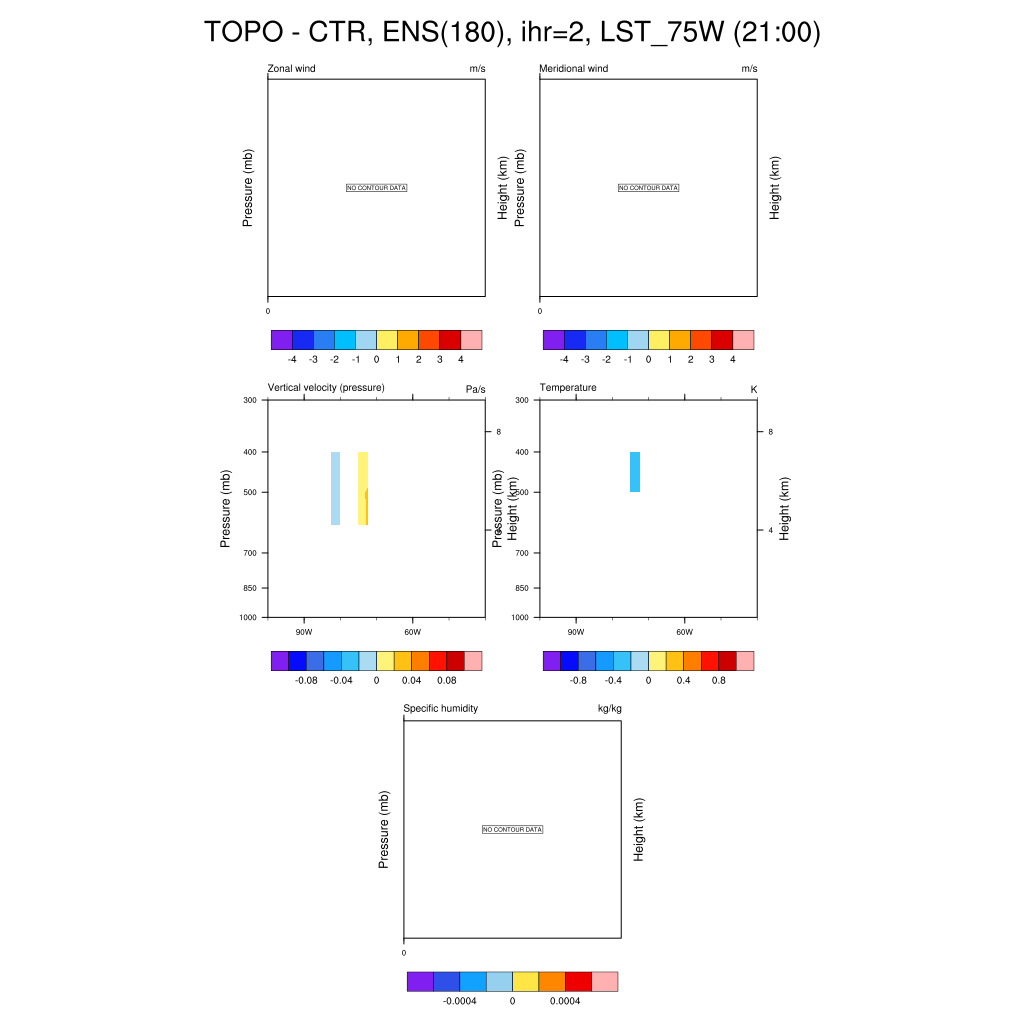 TOPO - CTR, ENS(180), ihr=2, LST_75W (21:00)
Zonal wind m/s
Pressure (mb)
NO CONTOUR DATA
Height (km)
0
-4 -3 -2 -1 0 1 2 3 4
Meridional wind m/s
Pressure (mb)
NO CONTOUR DATA
Height (km)
0
-4 -3 -2 -1 0 1 2 3 4
Vertical velocity (pressure) Pa/s
Pressure (mb)
300
400
500
700
850
1000
8
4
Height (km)
90W 60W
-0.08 -0.04 0 0.04 0.08
Temperature K
Pressure (mb)
300
400
500
700
850
1000
8
4
Height (km)
90W 60W
-0.8 -0.4 0 0.4 0.8
Specific humidity kg/kg
Pressure (mb)
NO CONTOUR DATA
Height (km)
0
-0.0004 0 0.0004